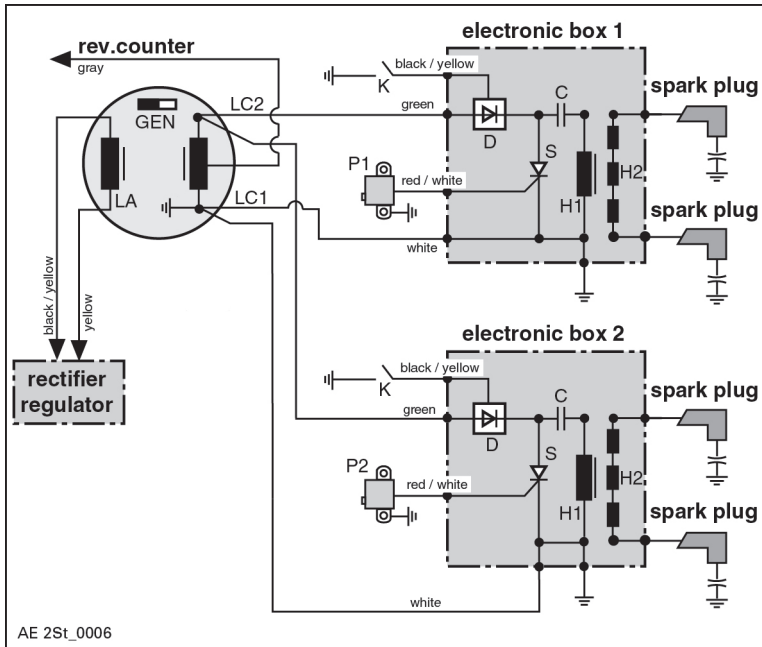 rev.counter
gray
GEN
LA
LC2
LC1
black / yellow
yellow
rectifier
regulator
electronic box 1
black / yellow
K
green
D
C
S
P1
red / white
H1
H2
white
spark plug
spark plug
electronic box 2
black / yellow
K
green
D
C
S
P2
red / white
H1
H2
white
spark plug
spark plug
AE 2St_0006